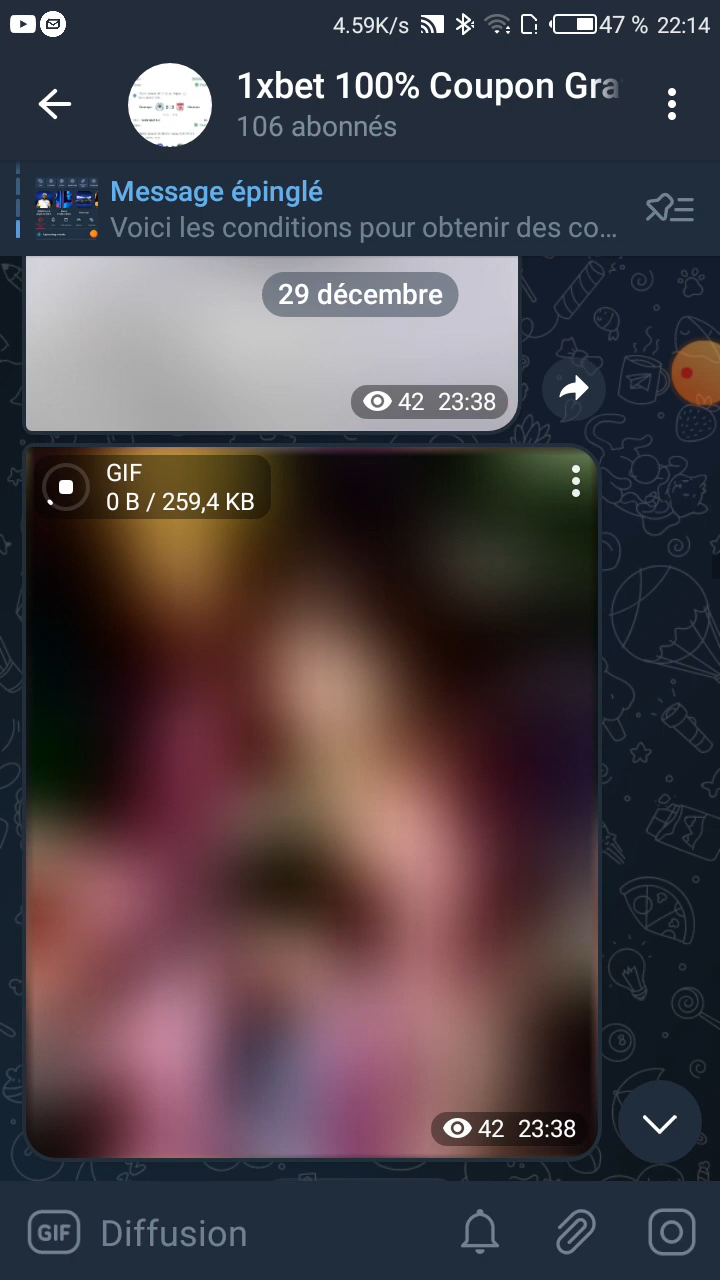 4.59K/s 47 % 22:14
1xbet 100% Coupon Gra
106 abonnés
Message épinglé
Voici les conditions pour obtenir des co...
29 décembre
42 23:38
GIF
0 B / 259,4 KB
42 23:38
GIF Diffusion